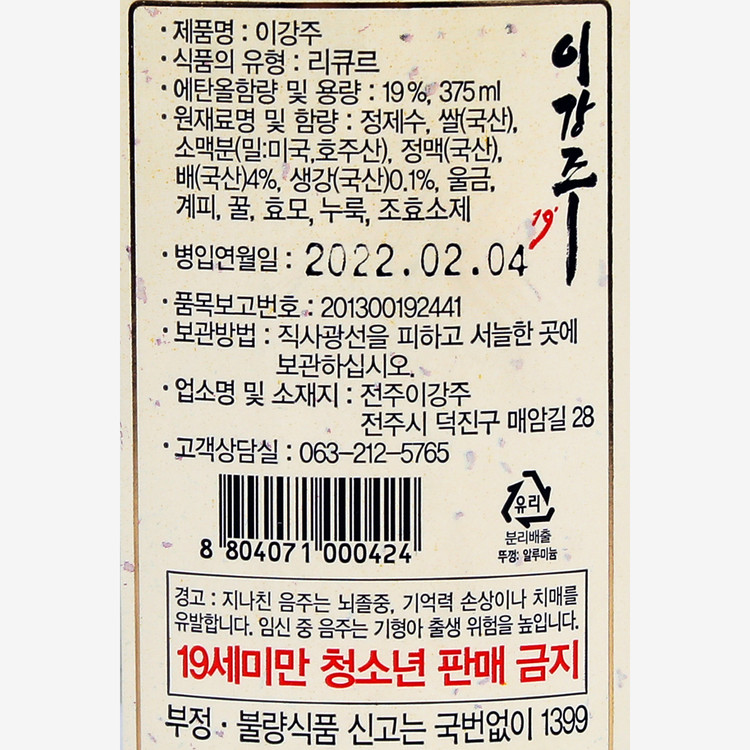 · 제품명 : 이강주
· 식품의 유형 : 리큐르
· 에탄올함량 및 용량 : 19%, 375ml
· 원재료명 및 함량 : 정제수, 쌀(국산),
소맥분(밀:미국,호주산), 정맥(국산),
배(국산)4%, 생강(국산)0.1%, 울금,
계피, 꿀, 효모, 누룩, 조효소제
· 병입연월일 : 2022.02.04
· 품목보고번호 : 201300192441
· 보관방법 : 직사광선을 피하고 서늘한 곳에
보관하십시오.
· 업소명 및 소재지 : 전주이강주
전주시 덕진구 매암길 28
· 고객상담실 : 063-212-5765
이강주
19°
8 804071 000424
유리
분리배출
뚜껑: 알루미늄
경고 : 지나친 음주는 뇌졸중, 기억력 손상이나 치매를
유발합니다. 임신 중 음주는 기형아 출생 위험을 높입니다.
19세미만 청소년 판매 금지
부정 · 불량식품 신고는 국번없이 1399